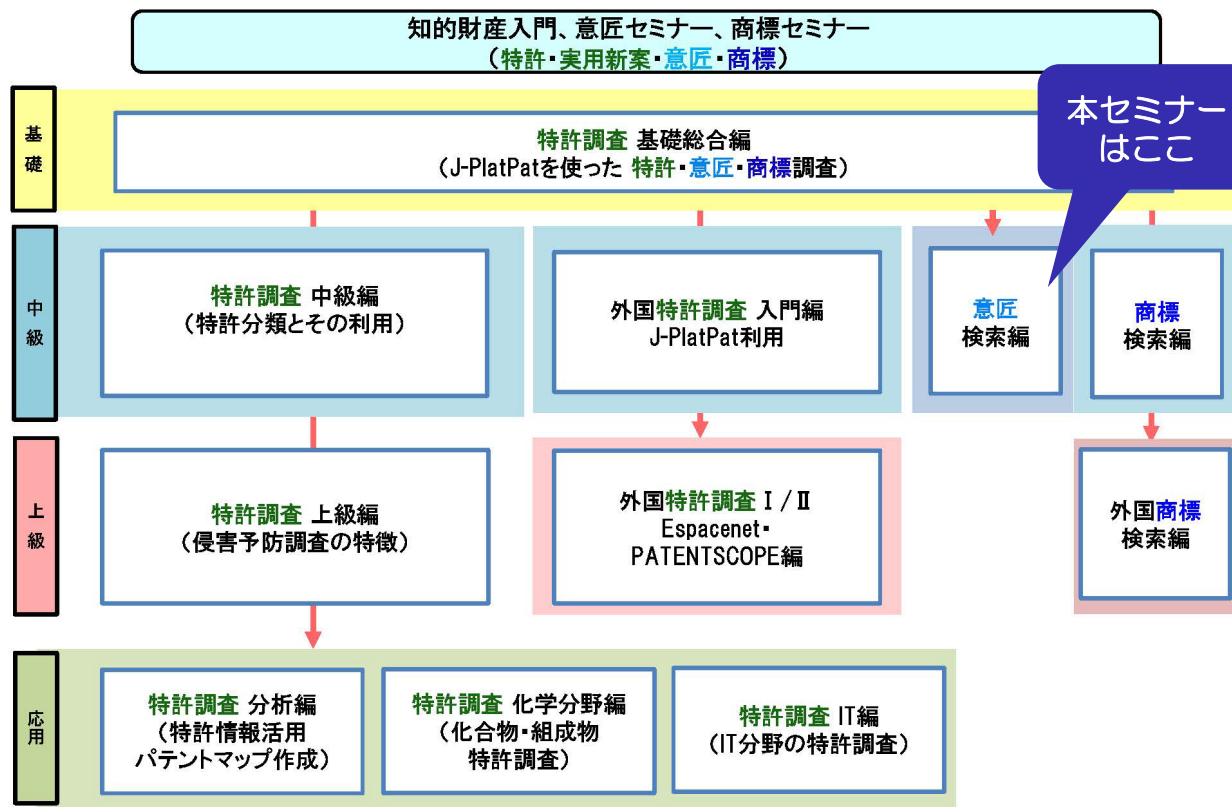 知的財産入門、意匠セミナー、商標セミナー
(特許・実用新案・意匠・商標)
本セミナー
はここ
基礎
特許調査 基礎総合編
(J-PlatPatを使った 特許・意匠・商標調査)
中級
特許調査 中級編
(特許分類とその利用)
外国特許調査 入門編
J-PlatPat利用
意匠
検索編
商標
検索編
上級
特許調査 上級編
(侵害予防調査の特徴)
外国特許調査 Ⅰ/Ⅱ
Espacenet・
PATENTSCOPE編
外国商標
検索編
応用
特許調査 分析編
(特許情報活用
パテントマップ作成)
特許調査 化学分野編
(化合物・組成物
特許調査)
特許調査 IT編
(IT分野の特許調査)